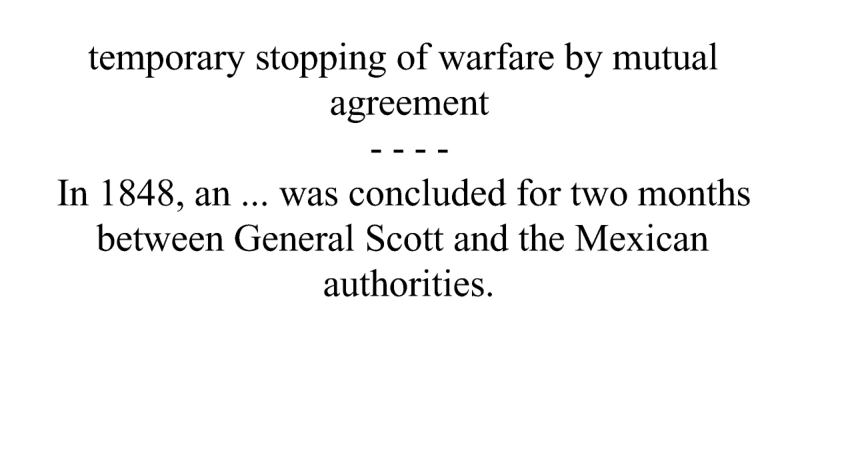 temporary stopping of warfare by mutual
agreement
- - - -
In 1848, an ... was concluded for two months
between General Scott and the Mexican
authorities.